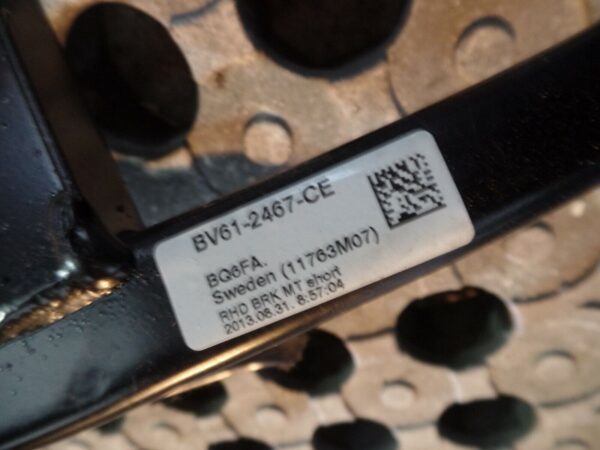 BV61-2467-CE
BQ6FA.
Sweden (11763M07)
RHD BRK MT short
2013.08.31. 8:57:04